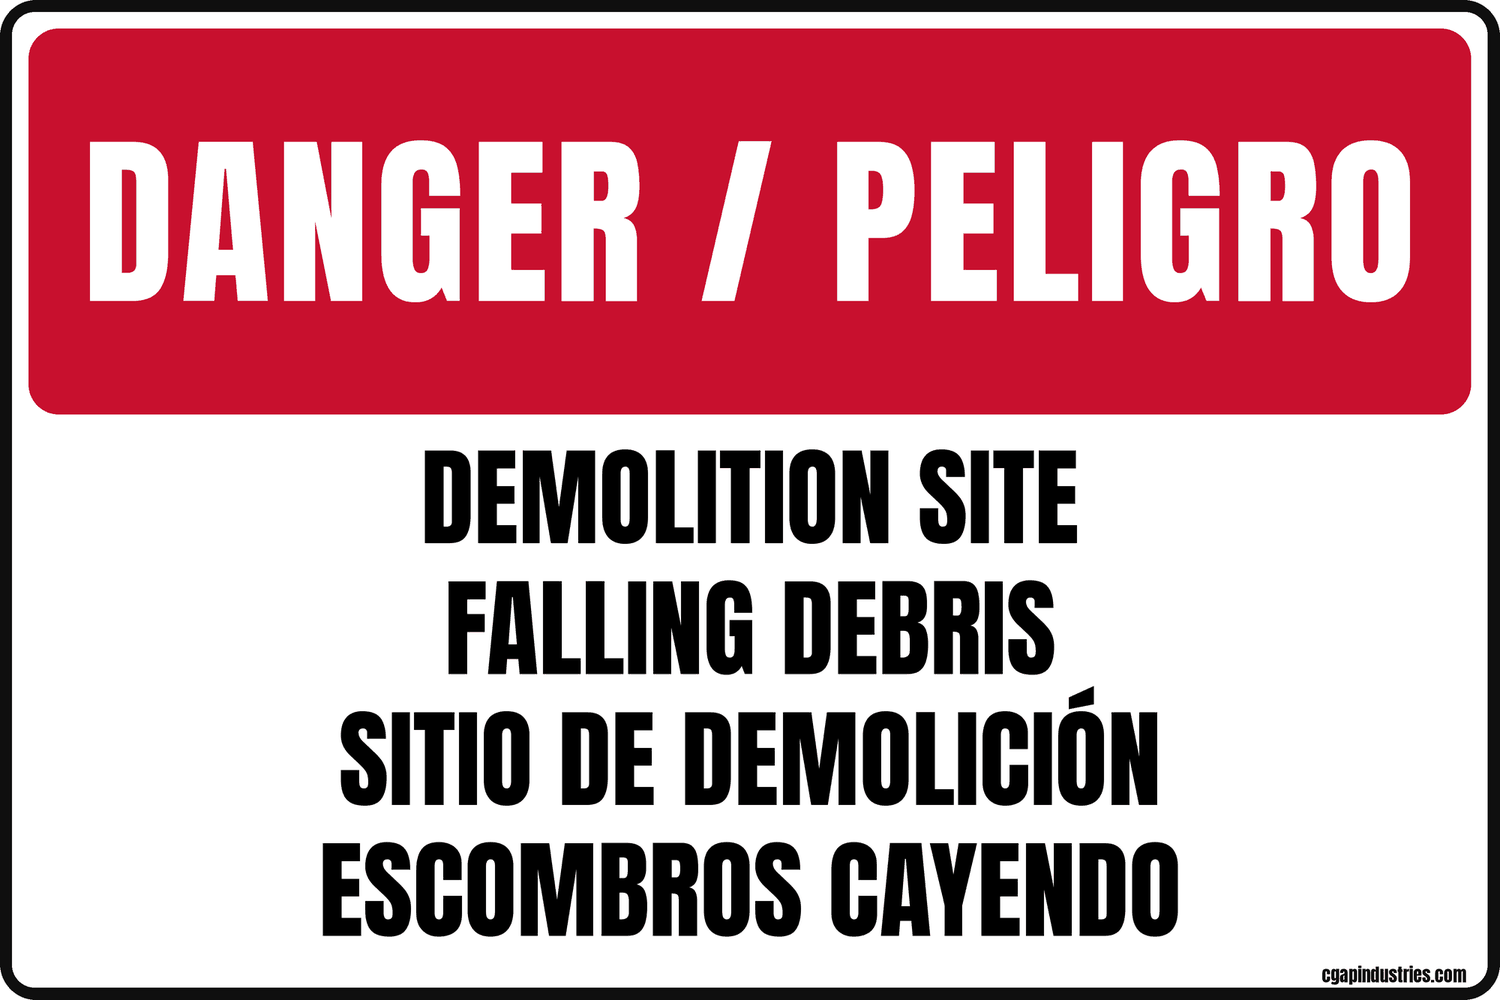 DANGER / PELIGRO
DEMOLITION SITE
FALLING DEBRIS
SITIO DE DEMOLICIÓN
ESCOMBROS CAYENDO
cgapindustries.com